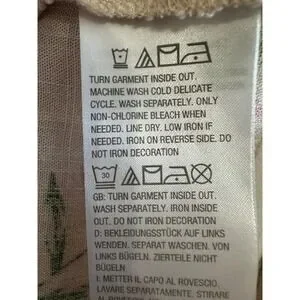 TURN GARMENT INSIDE OUT.
MACHINE WASH COLD DELICATE
CYCLE. WASH SEPARATELY. ONLY
NON-CHLORINE BLEACH WHEN
NEEDED. LINE DRY. LOW IRON IF
NEEDED. IRON ON REVERSE SIDE. DO
NOT IRON DECORATION
30
GB: TURN GARMENT INSIDE OUT.
WASH SEPARATELY. IRON INSIDE
OUT. DO NOT IRON DECORATION
D: BEKLEIDUNGSSTÜCK AUF LINKS
WENDEN. SEPARAT WASCHEN. VON
LINKS BÜGELN. ZIERTEILE NICHT
BÜGELN
I: METTER IL CAPO AL ROVESCIO.
LAVARE SEPARATAMENTE. STIRARE